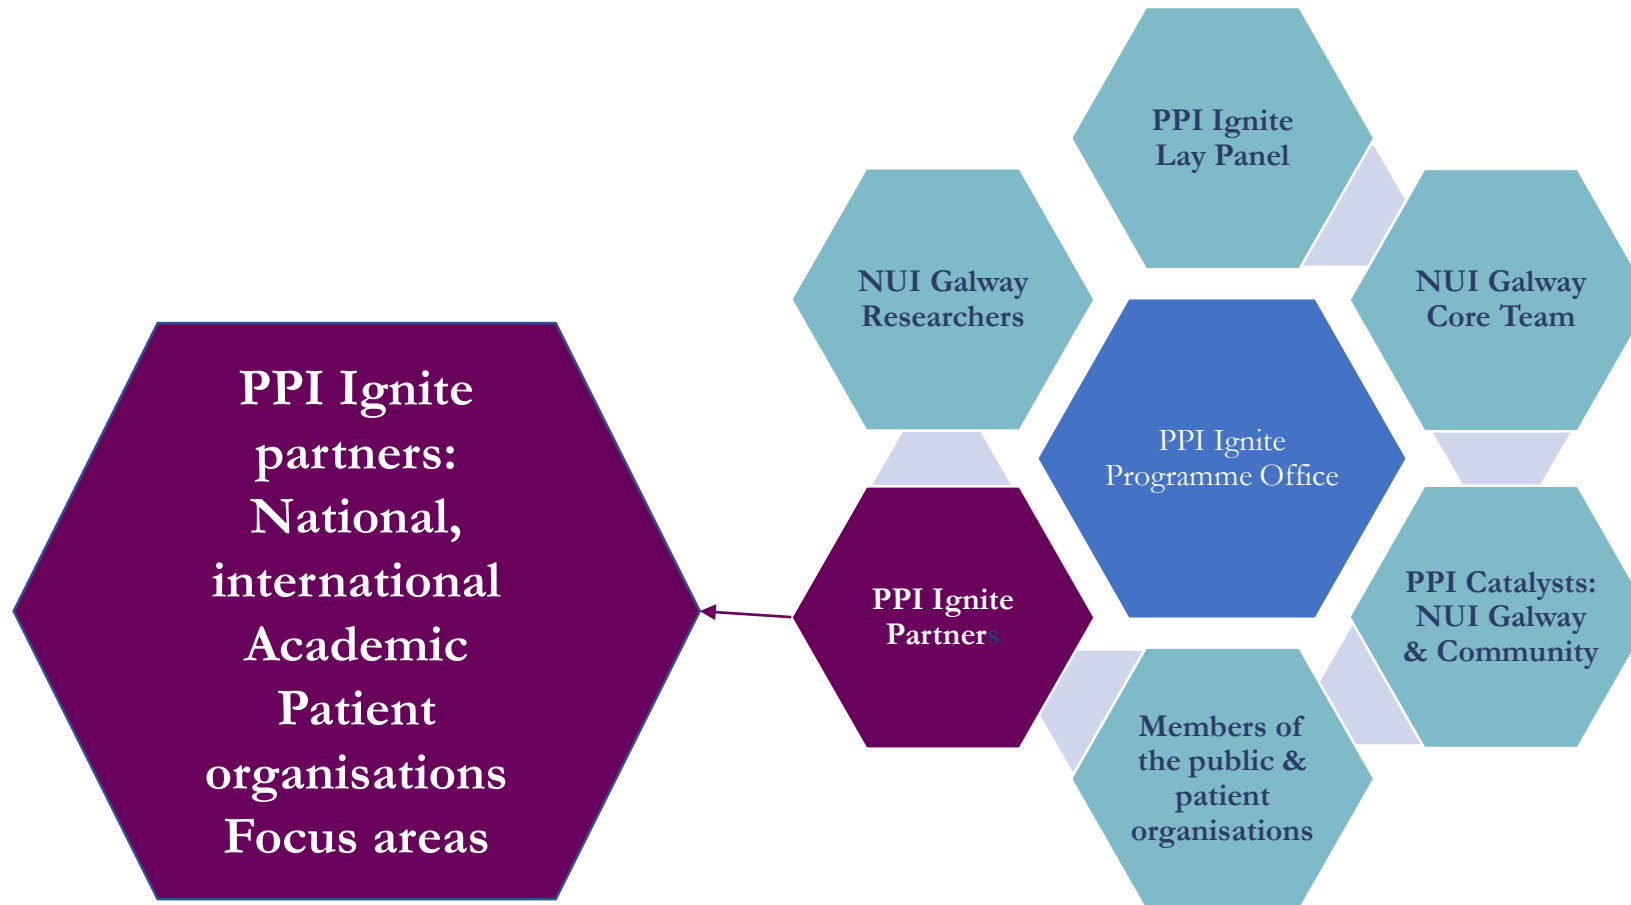 PPI Ignite
Lay Panel
NUI Galway
Researchers
NUI Galway
Core Team
PPI Ignite
partners:
National,
international
Academic
Patient
organisations
Focus areas
PPI Ignite
Programme Office
PPI Ignite
Partners
PPI Catalysts:
NUI Galway
& Community
Members of
the public &
patient
organisations